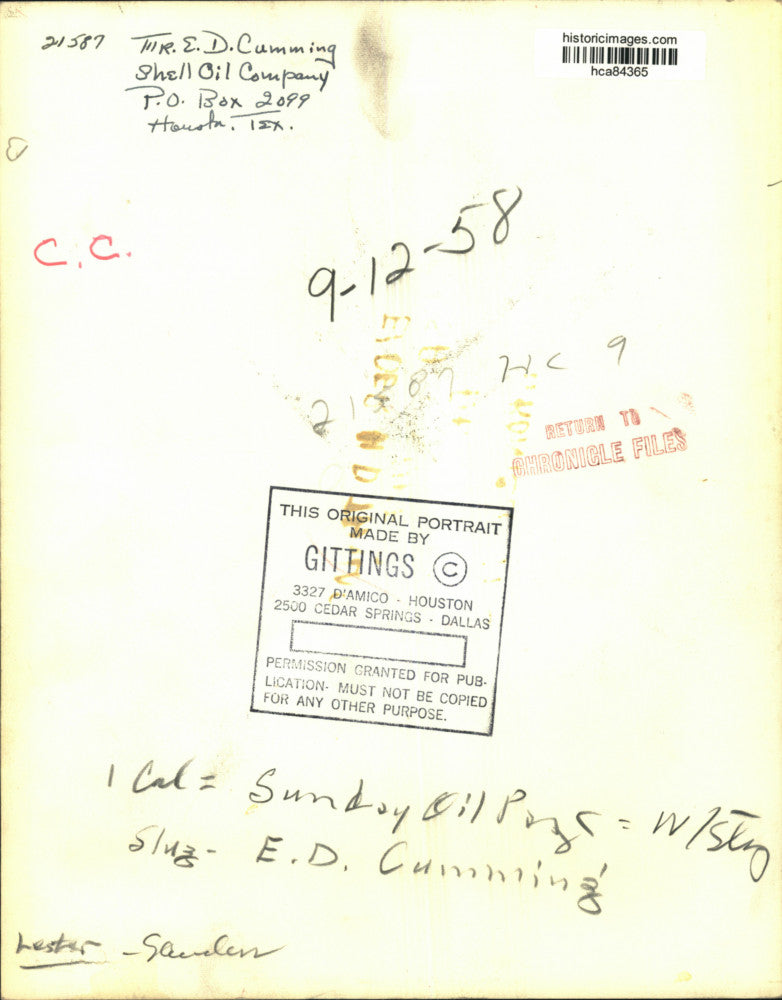 21587 Mr. E. D. Cumming
Shell Oil Company
P.O. Box 2099
Houston. Tex.
historicimages.com
hca84365
C.C.
9-12-58
21587 HC 9
RETURN TO
CHRONICLE FILES
THIS ORIGINAL PORTRAIT
MADE BY
GITTINGS ©
3327 D'AMICO - HOUSTON
2500 CEDAR SPRINGS - DALLAS
PERMISSION GRANTED FOR PUB-
LICATION- MUST NOT BE COPIED
FOR ANY OTHER PURPOSE.
1 Col = Sunday Oil Page = W/Sty
Slug - E.D. Cumming
Lester - Sanders